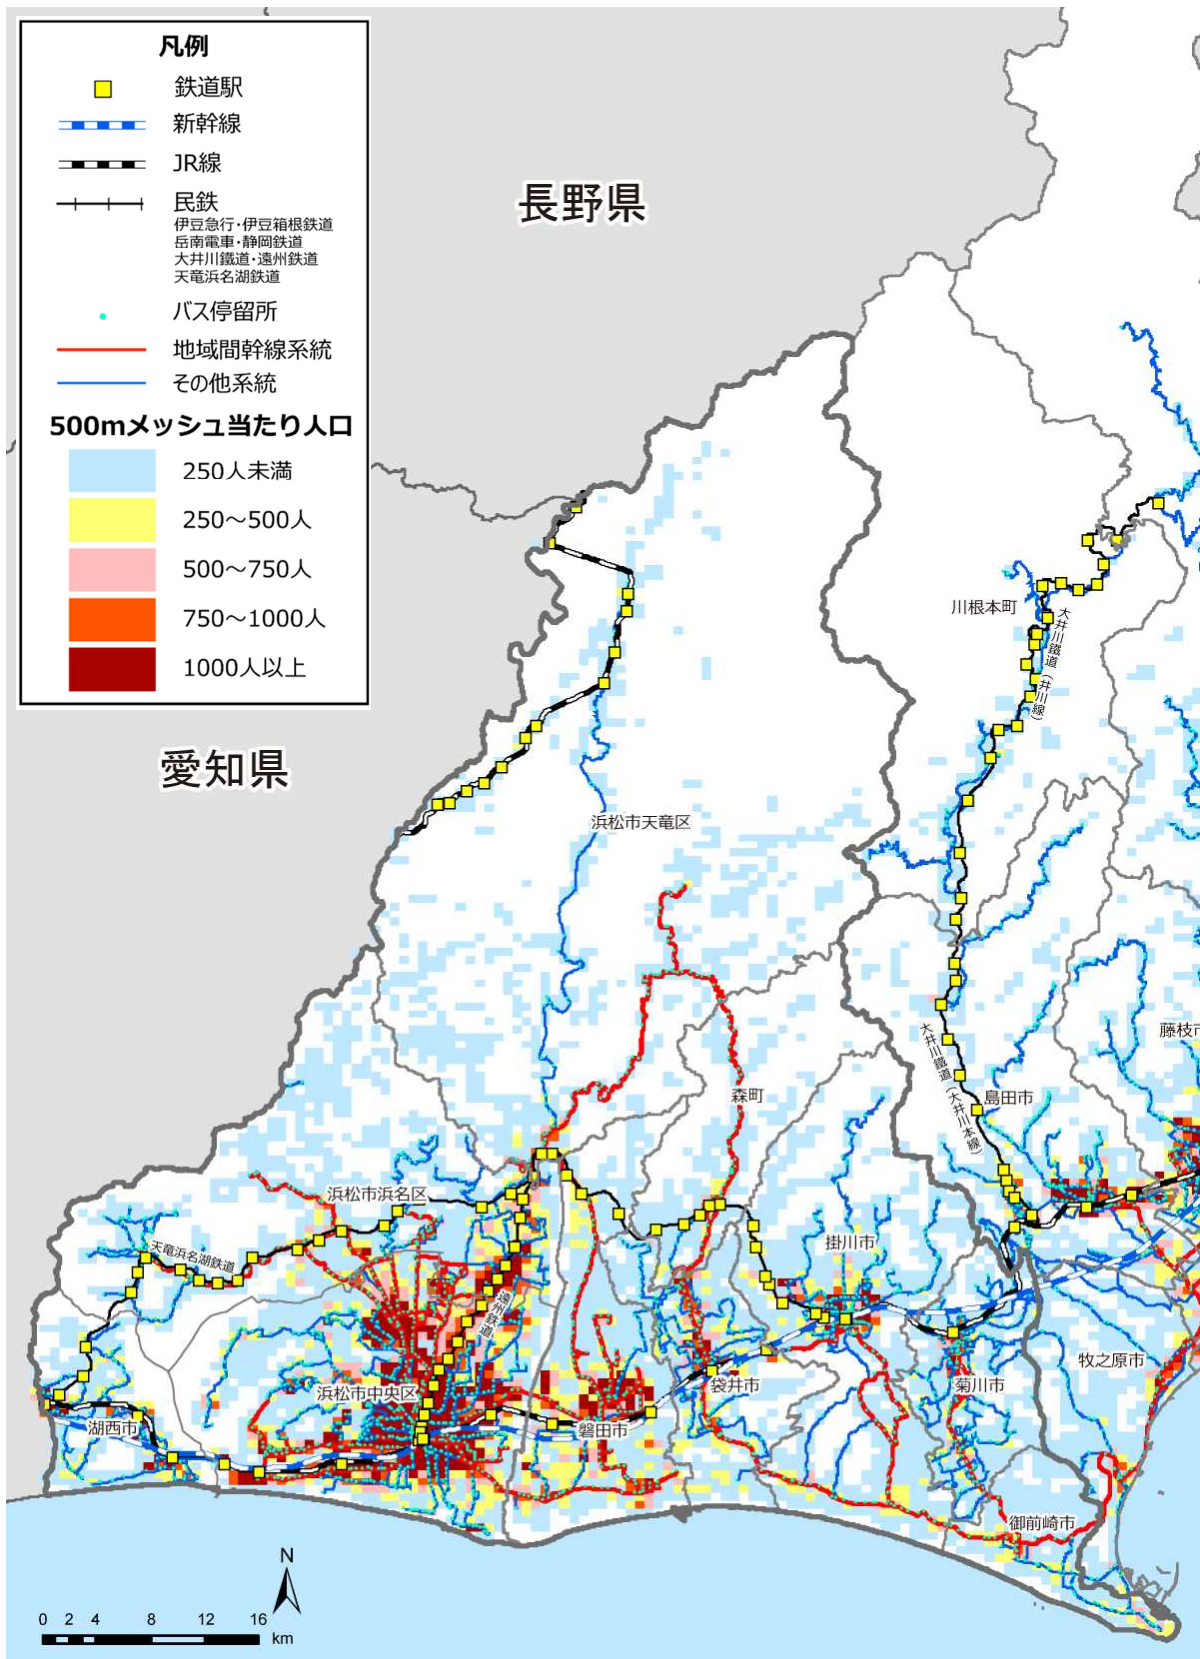 凡例
鉄道駅
新幹線
JR線
民鉄
伊豆急行・伊豆箱根鉄道
岳南電車・静岡鉄道
大井川鐵道・遠州鉄道
天竜浜名湖鉄道
バス停留所
地域間幹線系統
その他系統
500mメッシュ当たり人口
250人未満
250～500人
500～750人
750～1000人
1000人以上
長野県
愛知県
川根本町
大井川鐵道（井川線）
浜松市天竜区
藤枝市
大井川鐵道（大井川本線）
島田市
森町
浜松市浜名区
天竜浜名湖鉄道
掛川市
遠州鉄道
牧之原市
浜松市中央区
袋井市
菊川市
湖西市
磐田市
御前崎市
N
0 2 4 8 12 16
km